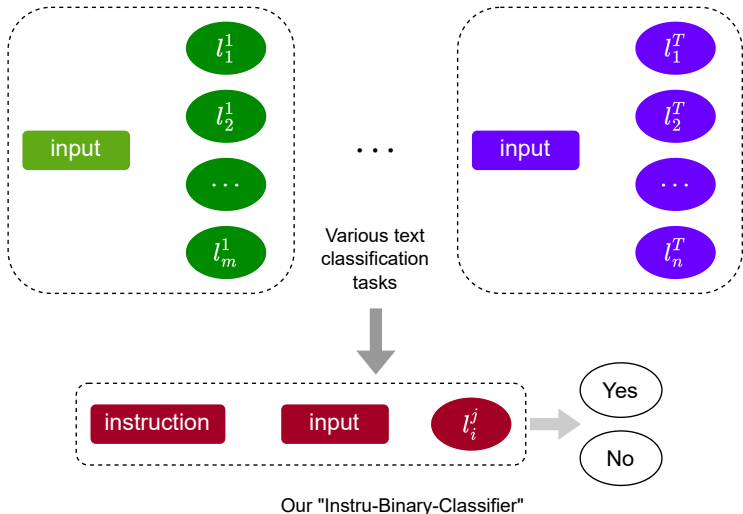 input
l_1^1
l_2^1
...
l_m^1
...
input
l_1^T
l_2^T
...
l_n^T
Various text
classification
tasks
instruction
input
l_i^j
Yes
No
Our "Instru-Binary-Classifier"